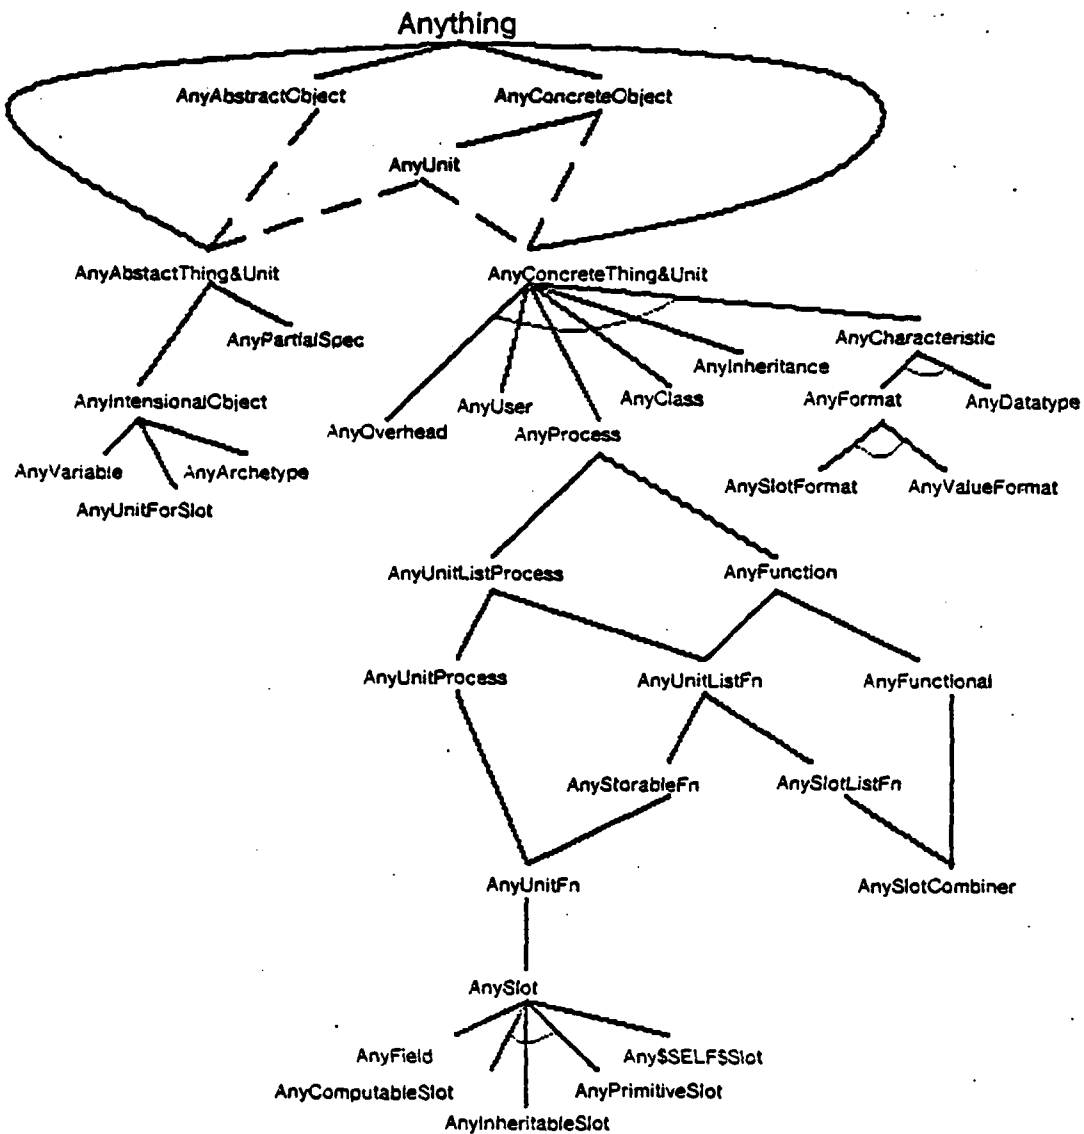 Anything
AnyAbstractObject
AnyConcreteObject
AnyUnit
AnyAbstactThing&Unit
AnyConcreteThing&Unit
AnyPartialSpec
AnyCharacteristic
AnyInheritance
AnyIntensionalObject
AnyUser
AnyClass
AnyFormat
AnyDatatype
AnyOverhead
AnyProcess
AnyVariable
AnyArchetype
AnySlotFormat
AnyValueFormat
AnyUnitForSlot
AnyUnitListProcess
AnyFunction
AnyUnitProcess
AnyUnitListFn
AnyFunctional
AnyStorableFn
AnySlotListFn
AnyUnitFn
AnySlotCombiner
AnySlot
AnyField
Any$SELF$Slot
AnyComputableSlot
AnyPrimitiveSlot
AnyInheritableSlot